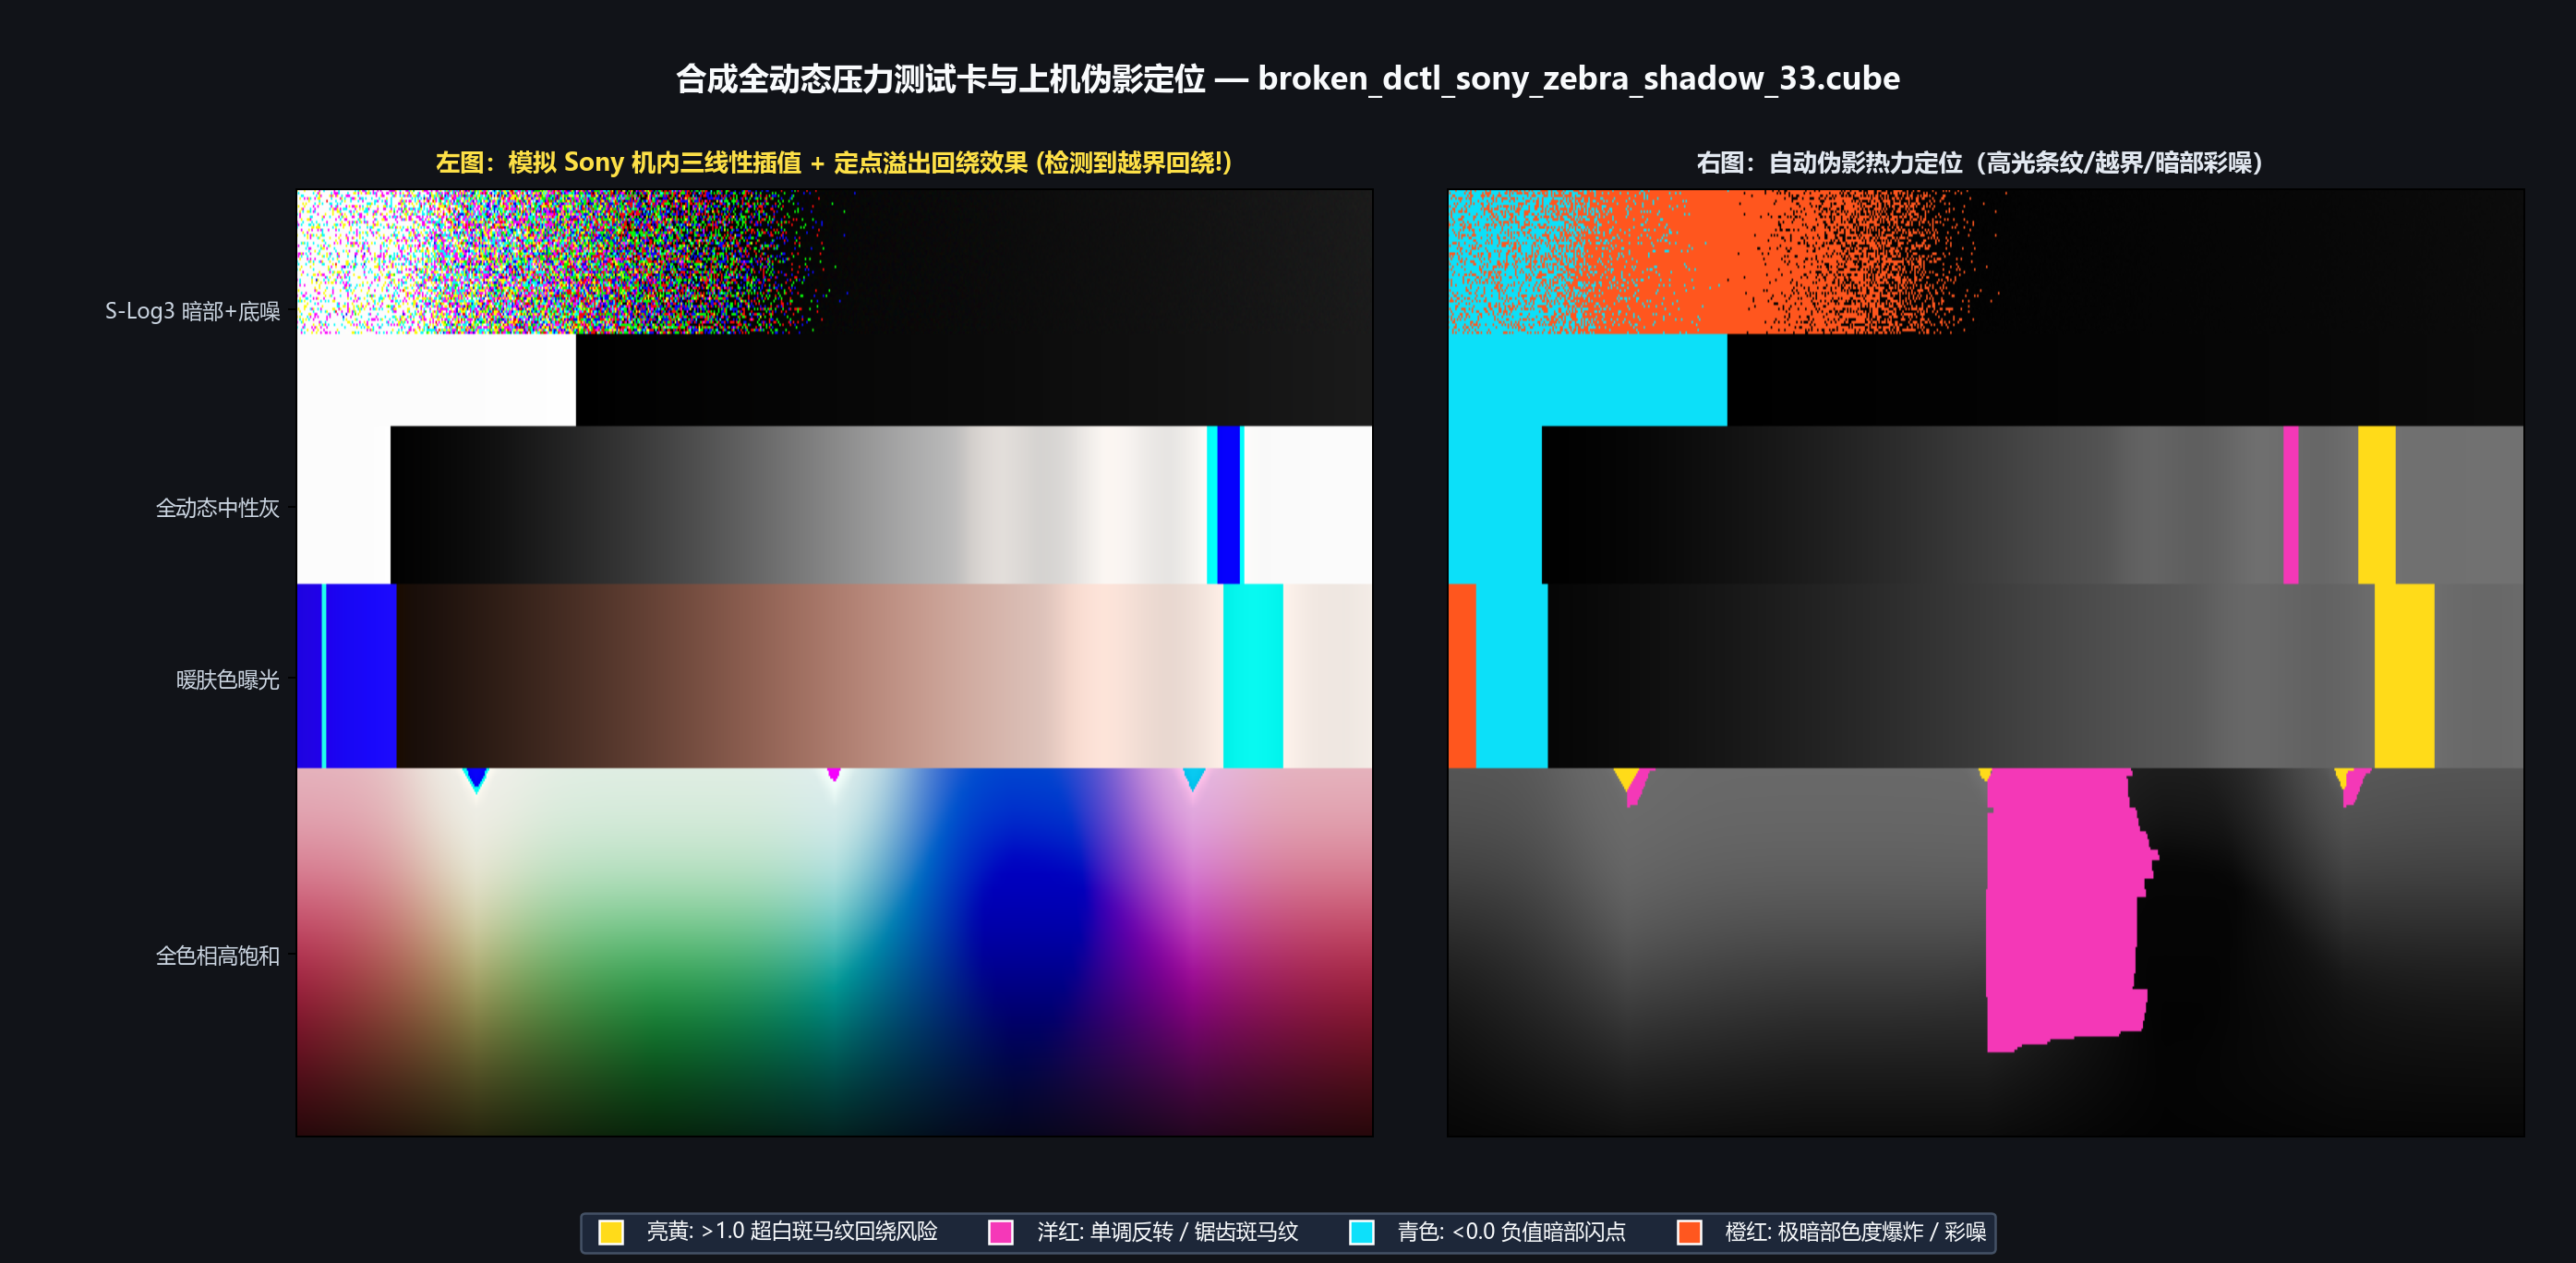 合成全动态压力测试卡与上机伪影定位 — broken_dctl_sony_zebra_shadow_33.cube
左图：模拟 Sony 机内三线性插值 + 定点溢出回绕效果 (检测到越界回绕!)
右图：自动伪影热力定位（高光条纹/越界/暗部彩噪）
S-Log3 暗部+底噪
全动态中性灰
暖肤色曝光
全色相高饱和
亮黄: >1.0 超白斑马纹回绕风险
洋红: 单调反转 / 锯齿斑马纹
青色: <0.0 负值暗部闪点
橙红: 极暗部色度爆炸 / 彩噪